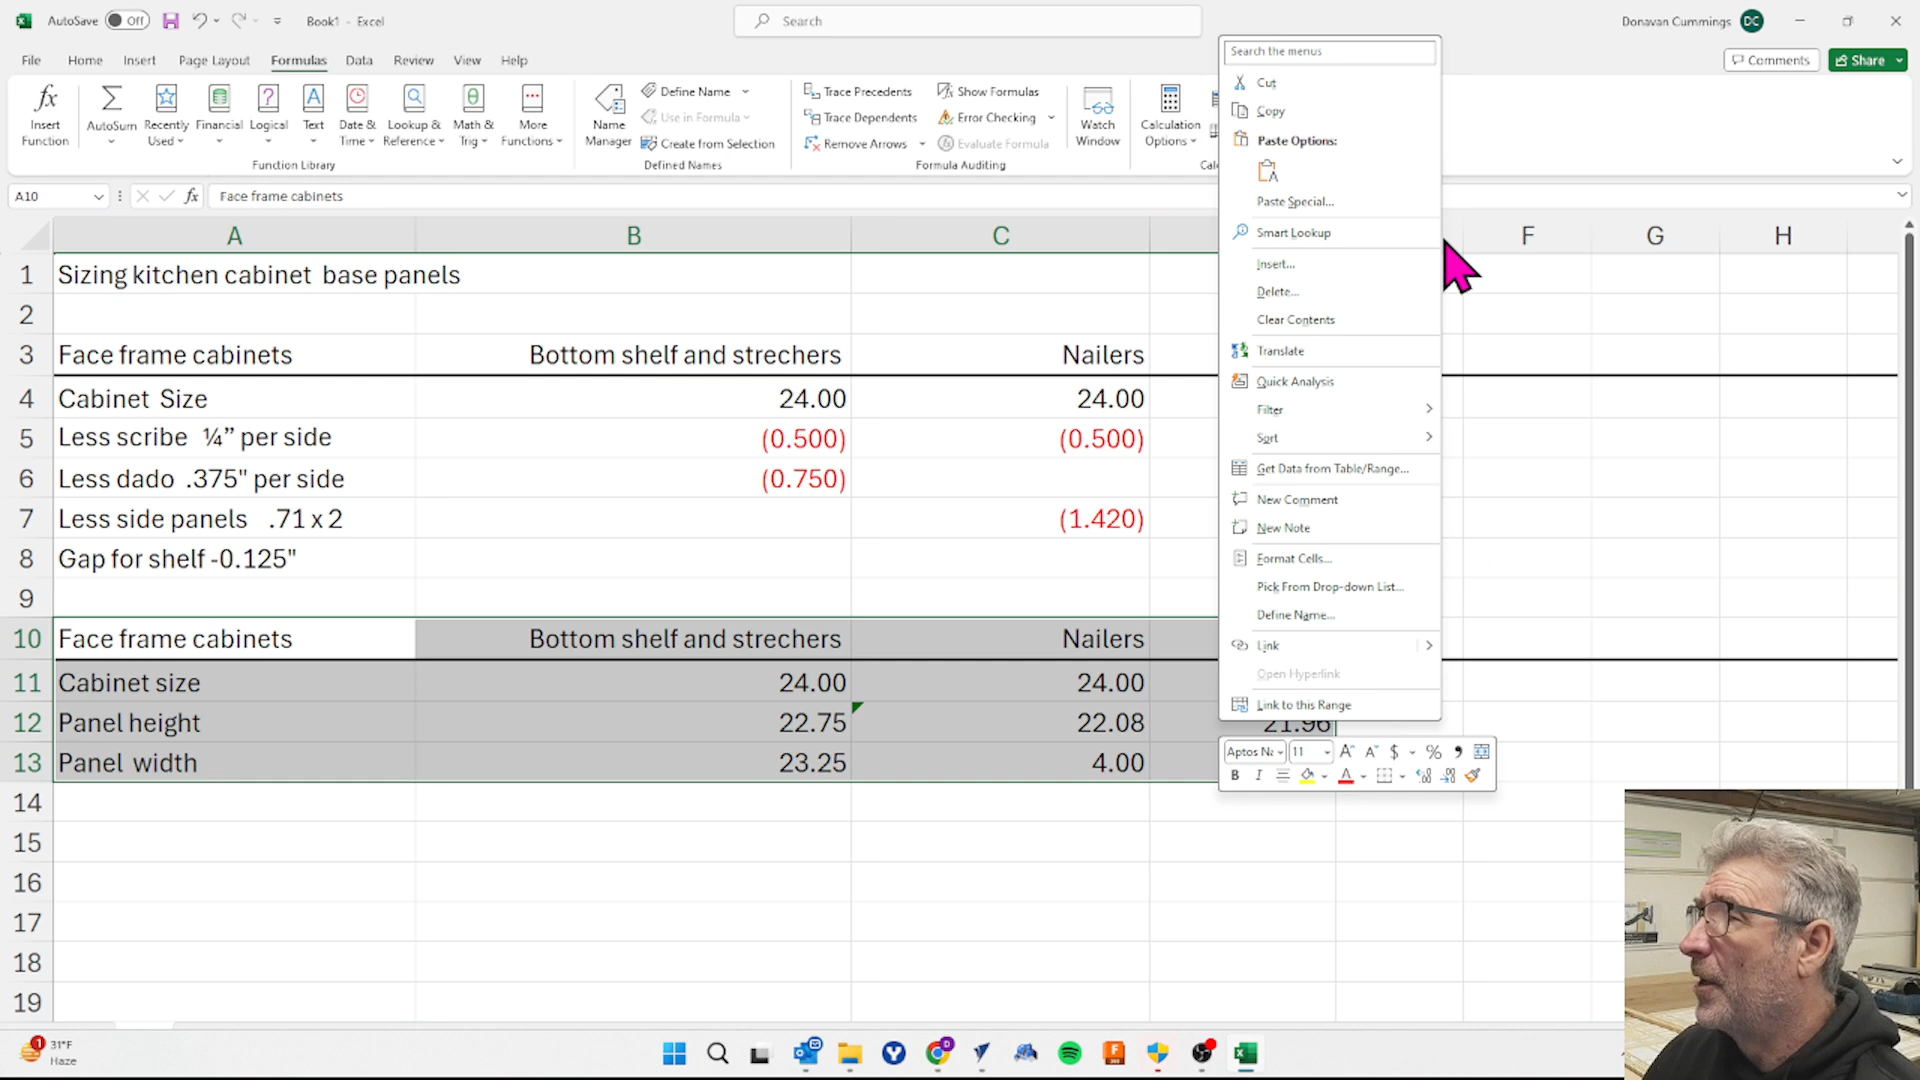 AutoSave Off Book1 - Excel Search Donavan Cummings DC
File Home Insert Page Layout Formulas Data Review View Help Comments Share
Insert Function
AutoSum
Recently Used
Financial
Logical
Text
Date & Time
Lookup & Reference
Math & Trig
More Functions
Function Library
Name Manager
Define Name
Use in Formula
Create from Selection
Defined Names
Trace Precedents
Trace Dependents
Remove Arrows
Show Formulas
Error Checking
Evaluate Formula
Formula Auditing
Watch Window
Calculation Options
A10 fx Face frame cabinets
A B C F G H
1 Sizing kitchen cabinet base panels
2
3 Face frame cabinets Bottom shelf and strechers Nailers
4 Cabinet Size 24.00 24.00
5 Less scribe ¼” per side (0.500) (0.500)
6 Less dado .375" per side (0.750)
7 Less side panels .71 x 2 (1.420)
8 Gap for shelf -0.125"
9
10 Face frame cabinets Bottom shelf and strechers Nailers
11 Cabinet size 24.00 24.00
12 Panel height 22.75 22.08 21.96
13 Panel width 23.25 4.00
14
15
16
17
18
19
Search the menus
Cut
Copy
Paste Options:
Paste Special...
Smart Lookup
Insert...
Delete...
Clear Contents
Translate
Quick Analysis
Filter
Sort
Get Data from Table/Range...
New Comment
New Note
Format Cells...
Pick From Drop-down List...
Define Name...
Link
Open Hyperlink
Link to this Range
11 A A $ % ,
B I A
1 31°F
Haze